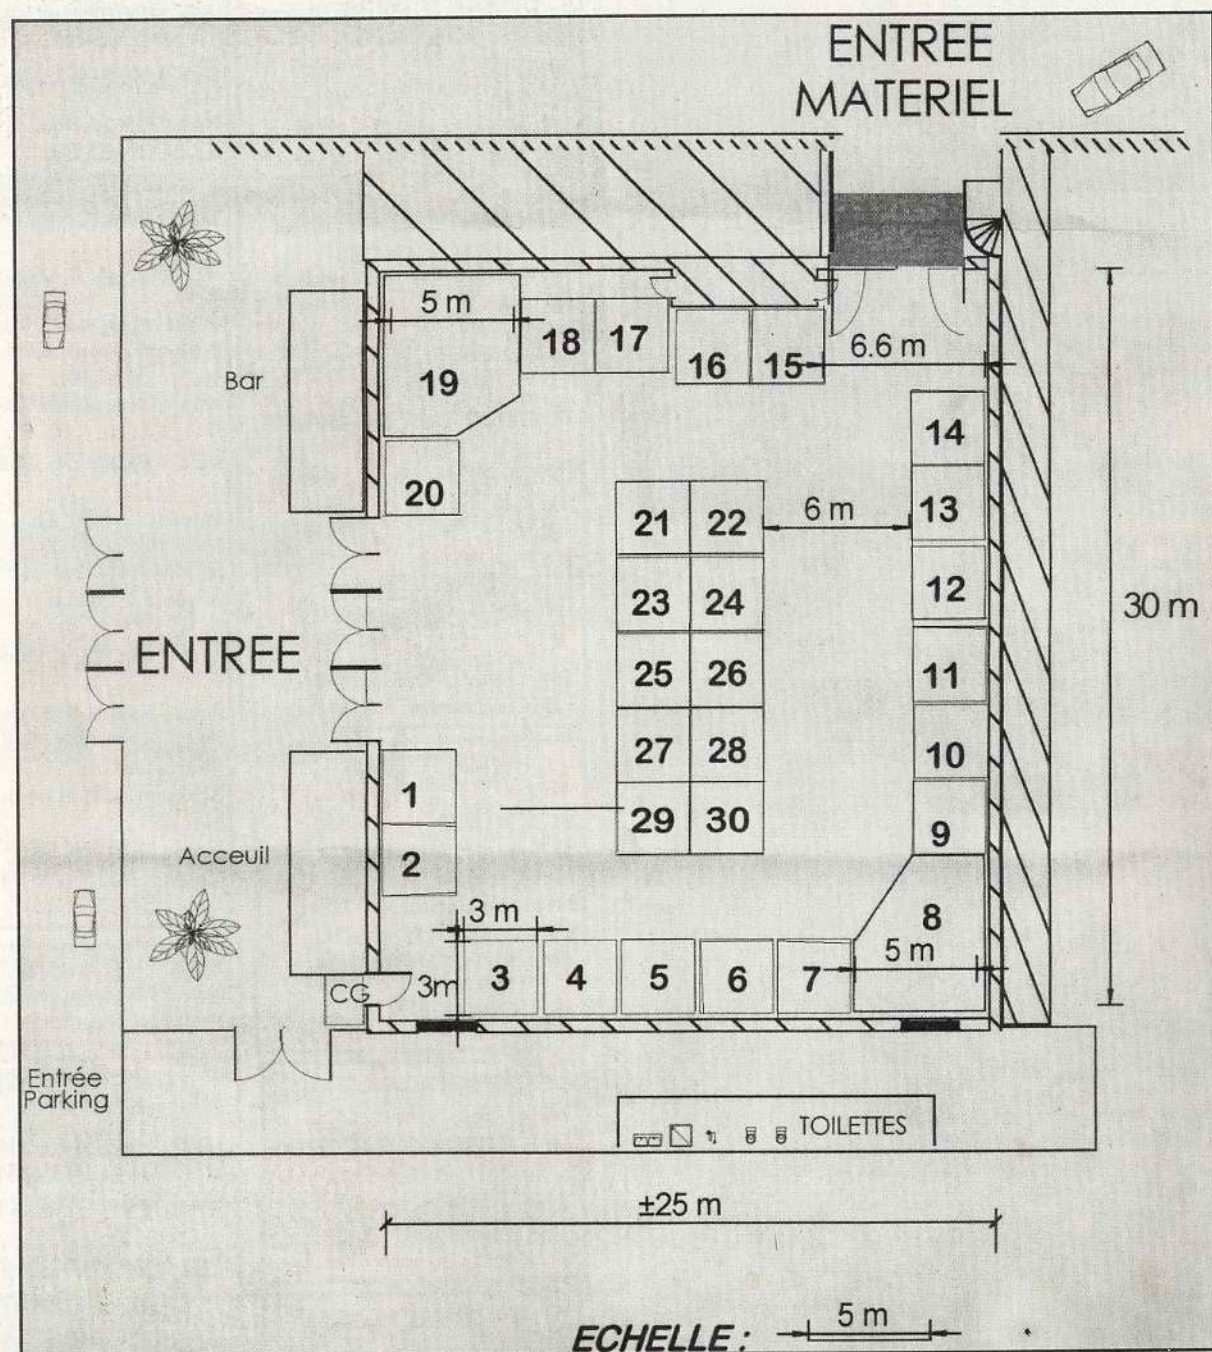 ENTREE
MATERIEL
5 m
18
17
16
15
6.6 m
Bar
19
14
20
21
22
6 m
13
23
24
12
30 m
ENTREE
25
26
11
27
28
10
1
29
30
9
Acceuil
2
3 m
8
5 m
CG
3m
3
4
5
6
7
Entrée
Parking
TOILETTES
±25 m
5 m
ECHELLE :